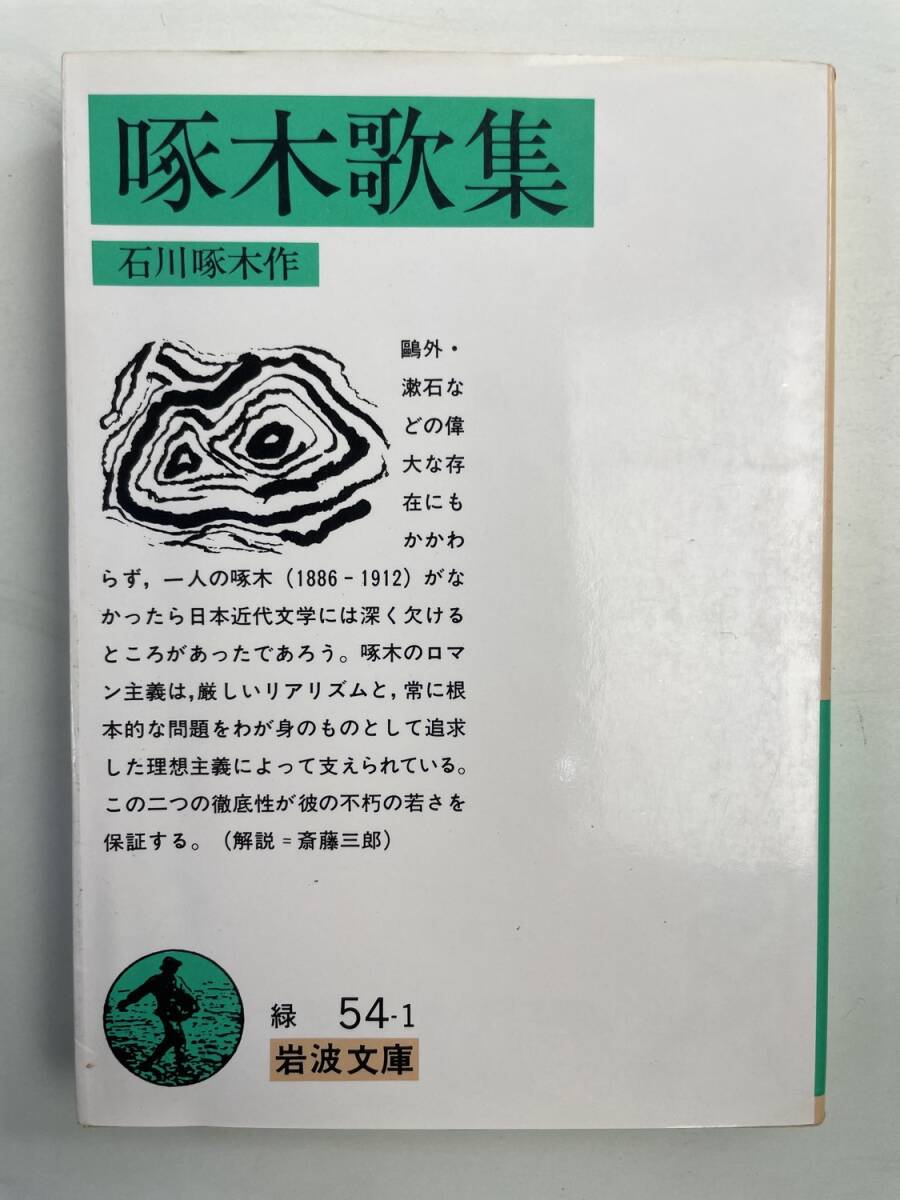 啄木歌集
石川啄木作
鷗外・
漱石な
どの偉
大な存
在にも
かかわ
らず，一人の啄木（1886－1912）がな
かったら日本近代文学には深く欠ける
ところがあったであろう。啄木のロマ
ン主義は，厳しいリアリズムと，常に根
本的な問題をわが身のものとして追求
した理想主義によって支えられている。
この二つの徹底性が彼の不朽の若さを
保証する。（解説＝斎藤三郎）
緑 54-1
岩波文庫